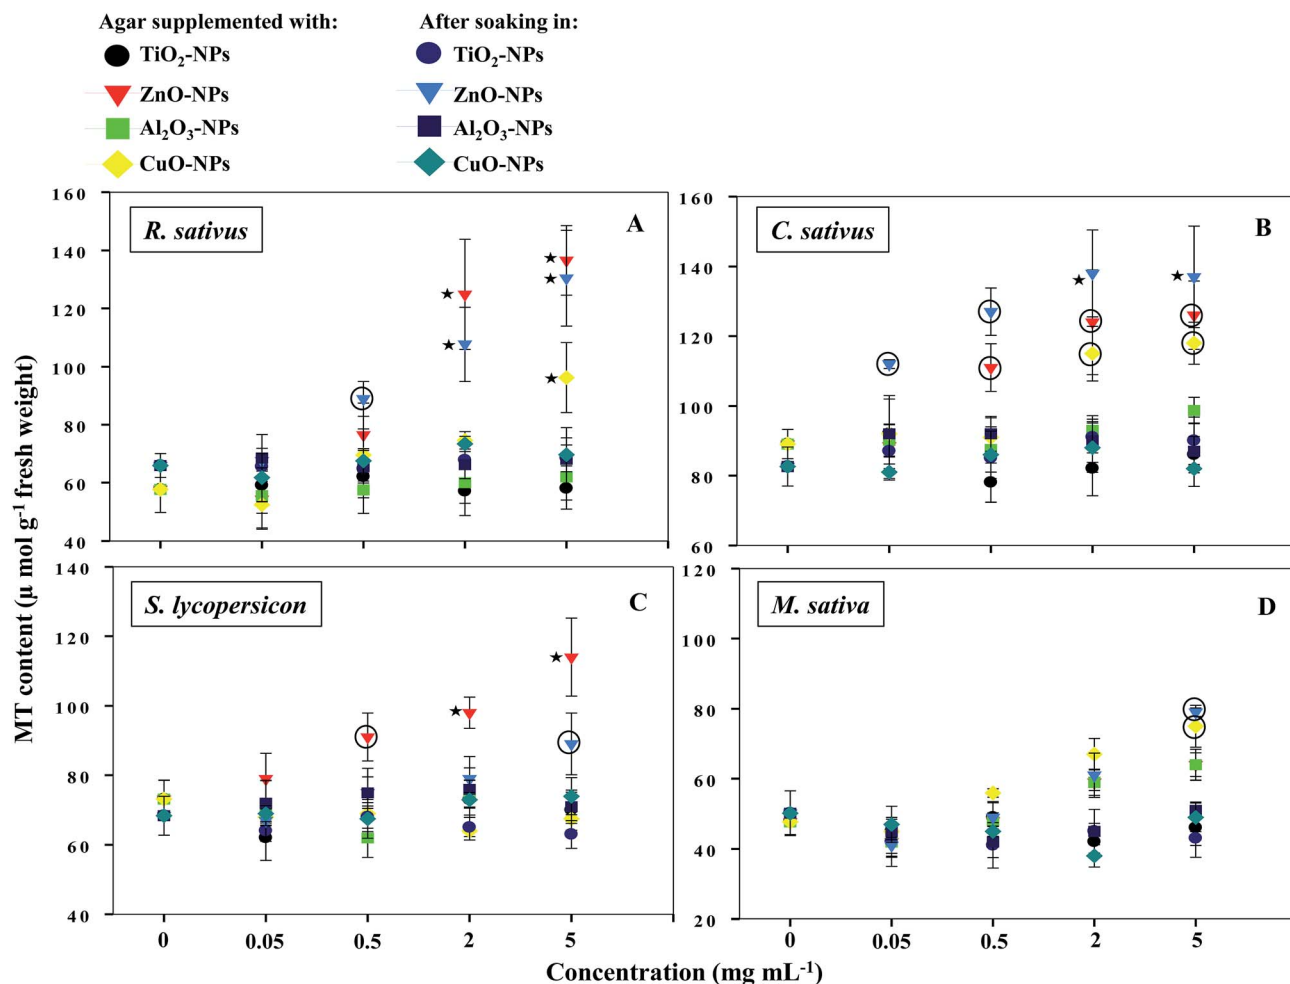 Agar supplemented with: After soaking in:
TiO₂-NPs TiO₂-NPs
ZnO-NPs ZnO-NPs
Al₂O₃-NPs Al₂O₃-NPs
CuO-NPs CuO-NPs
MT content (µ mol g⁻¹ fresh weight)
R. sativus A
160
140
120
100
80
60
40
C. sativus B
160
140
120
100
80
60
S. lycopersicon C
140
120
100
80
60
40
0 0.05 0.5 2 5
M. sativa D
120
100
80
60
40
20
0 0.05 0.5 2 5
Concentration (mg mL⁻¹)